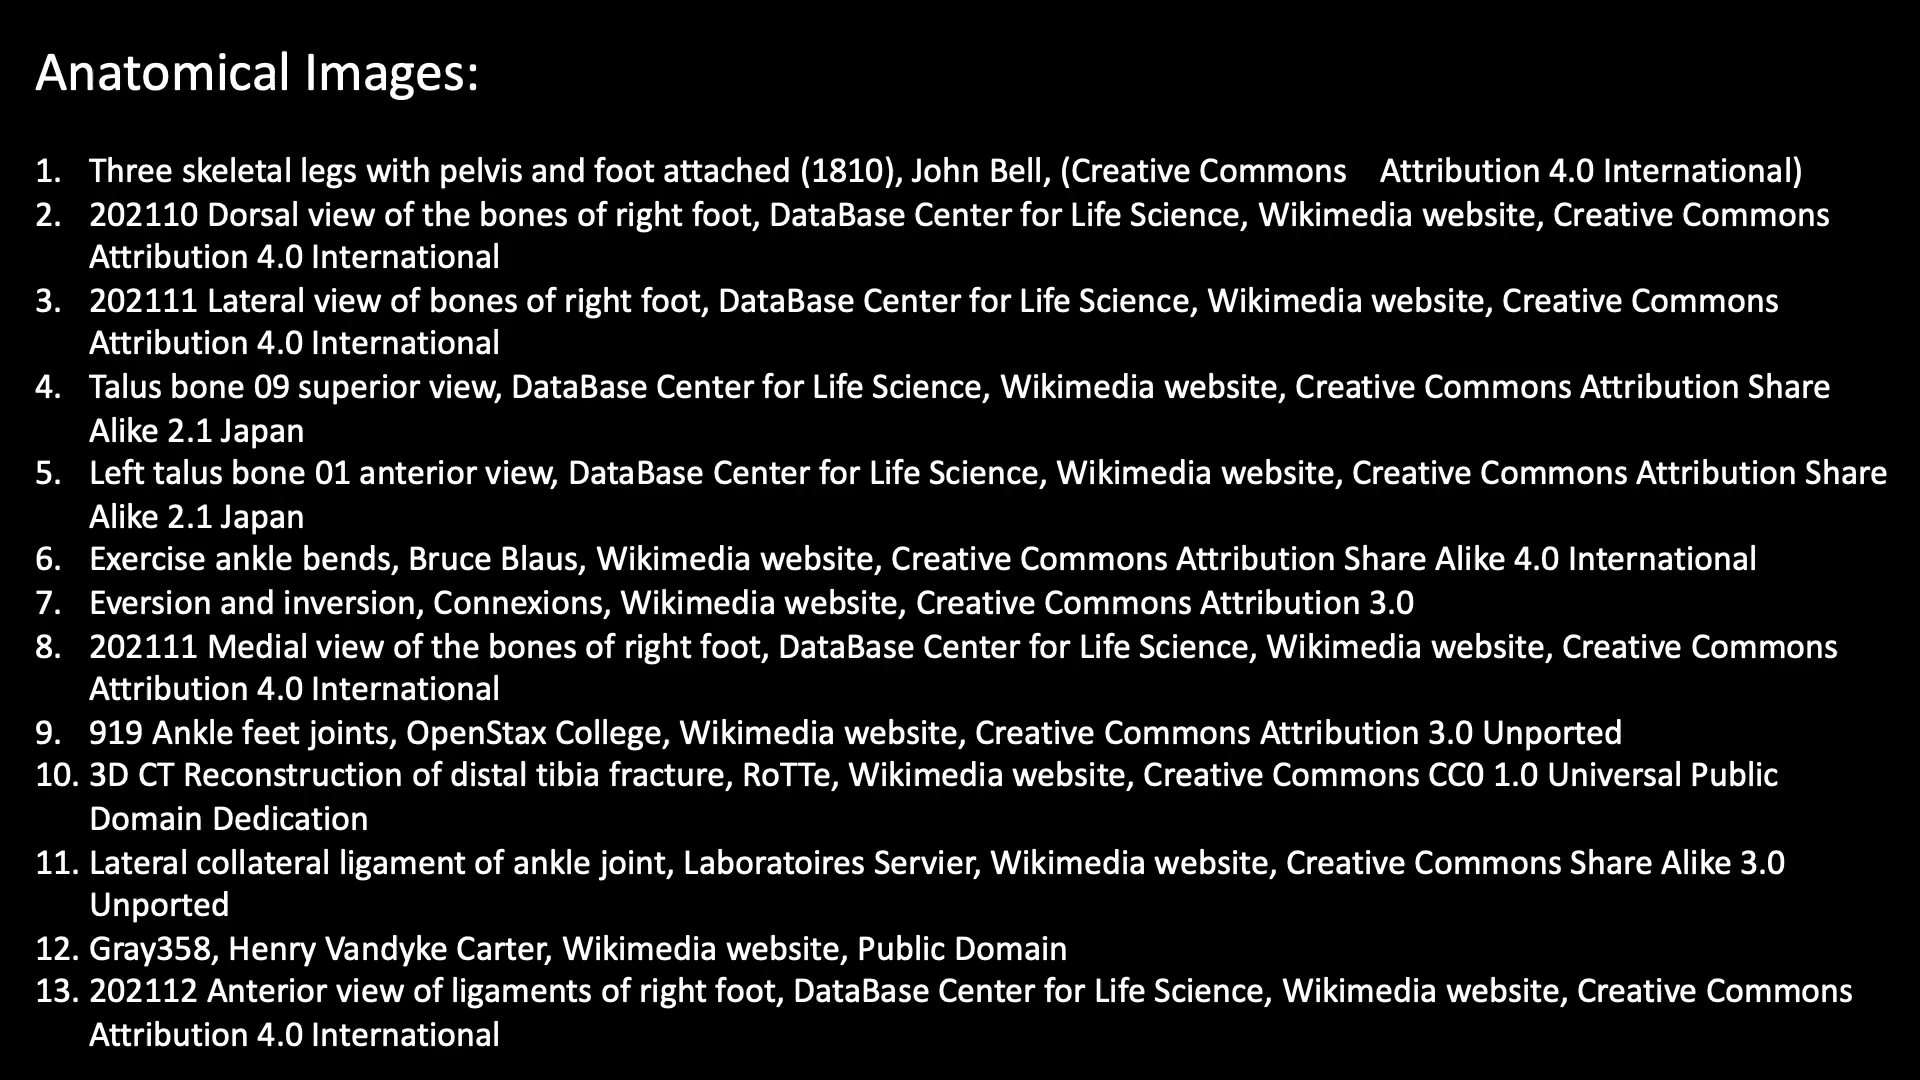 Anatomical Images:
1. Three skeletal legs with pelvis and foot attached (1810), John Bell, (Creative Commons    Attribution 4.0 International)
2. 202110 Dorsal view of the bones of right foot, DataBase Center for Life Science, Wikimedia website, Creative Commons
Attribution 4.0 International
3. 202111 Lateral view of bones of right foot, DataBase Center for Life Science, Wikimedia website, Creative Commons
Attribution 4.0 International
4. Talus bone 09 superior view, DataBase Center for Life Science, Wikimedia website, Creative Commons Attribution Share
Alike 2.1 Japan
5. Left talus bone 01 anterior view, DataBase Center for Life Science, Wikimedia website, Creative Commons Attribution Share
Alike 2.1 Japan
6. Exercise ankle bends, Bruce Blaus, Wikimedia website, Creative Commons Attribution Share Alike 4.0 International
7. Eversion and inversion, Connexions, Wikimedia website, Creative Commons Attribution 3.0
8. 202111 Medial view of the bones of right foot, DataBase Center for Life Science, Wikimedia website, Creative Commons
Attribution 4.0 International
9. 919 Ankle feet joints, OpenStax College, Wikimedia website, Creative Commons Attribution 3.0 Unported
10. 3D CT Reconstruction of distal tibia fracture, RoTTe, Wikimedia website, Creative Commons CC0 1.0 Universal Public
Domain Dedication
11. Lateral collateral ligament of ankle joint, Laboratoires Servier, Wikimedia website, Creative Commons Share Alike 3.0
Unported
12. Gray358, Henry Vandyke Carter, Wikimedia website, Public Domain
13. 202112 Anterior view of ligaments of right foot, DataBase Center for Life Science, Wikimedia website, Creative Commons
Attribution 4.0 International